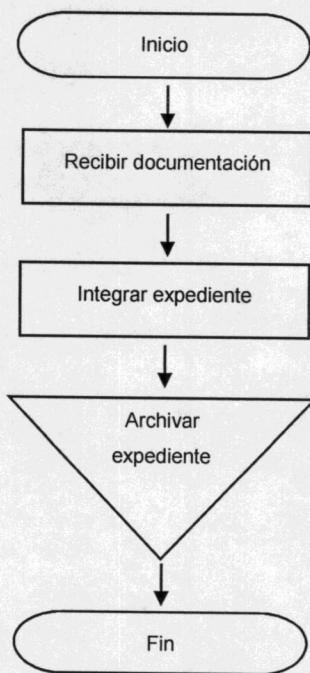 Inicio
Recibir documentación
Integrar expediente
Archivar
expediente
Fin